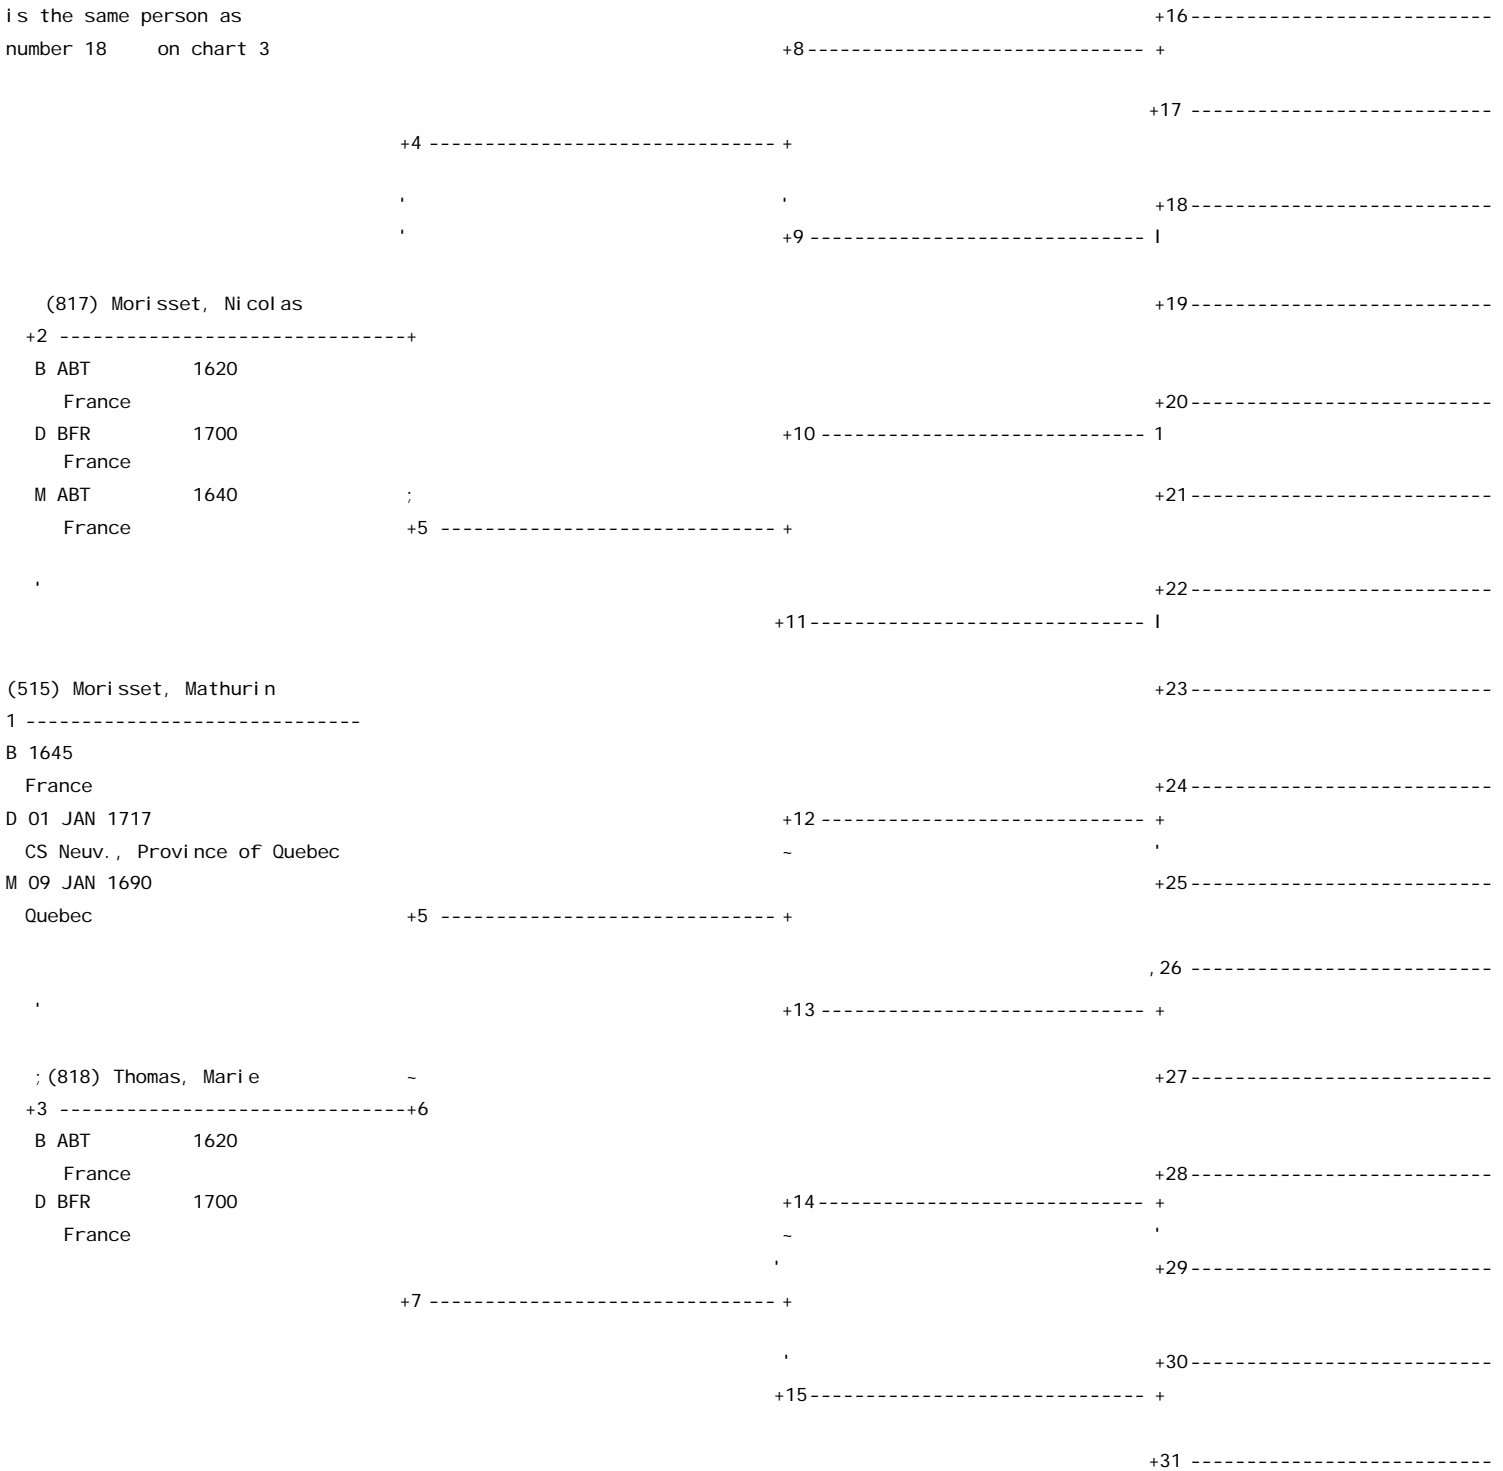 is the same person as
+16---------------------------
number 18 on chart 3
+8------------------------------ +
+17 ---------------------------
+4 ------------------------------- +
' '
+18---------------------------
'
+9 ------------------------------ I
(817) Morisset, Nicolas
+19---------------------------
+2 -------------------------------+
B ABT 1620
France
+20---------------------------
D BFR 1700
+10 ----------------------------- 1
France
M ABT 1640 ;
+21---------------------------
France +5 ------------------------------ +
'
+22---------------------------
+11------------------------------ I
(515) Morisset, Mathurin
+23---------------------------
1 ------------------------------
B 1645
France
+24---------------------------
D 01 JAN 1717
+12 ----------------------------- +
CS Neuv., Province of Quebec ~ '
M 09 JAN 1690
+25---------------------------
Quebec +5 ------------------------------ +
,26 ---------------------------
'
+13 ----------------------------- +
;(818) Thomas, Marie ~
+27---------------------------
+3 -------------------------------+6
B ABT 1620
France
+28---------------------------
D BFR 1700
+14----------------------------- +
France ~ '
'
+29---------------------------
+7 ------------------------------- +
'
+30---------------------------
+15------------------------------ +
+31 ---------------------------